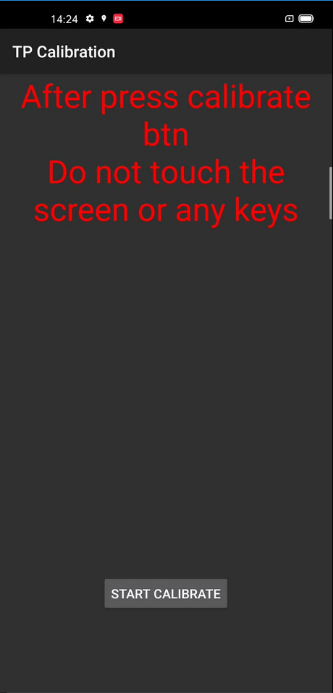 14:24
TP Calibration
After press calibrate
btn
Do not touch the
screen or any keys
START CALIBRATE